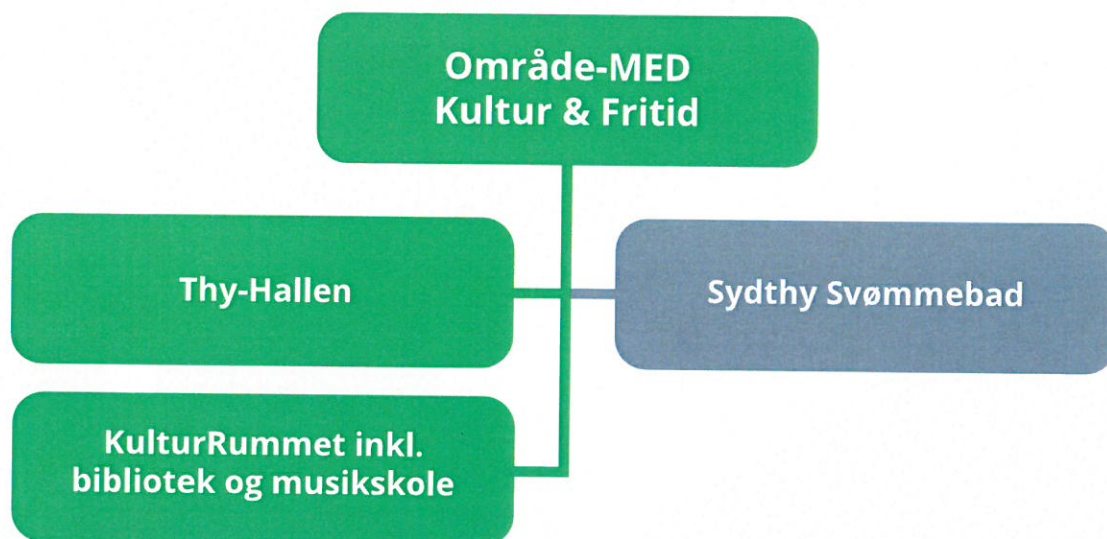 Område-MED
Kultur & Fritid
Thy-Hallen
Sydthy Svømmebad
KulturRummet inkl.
bibliotek og musikskole